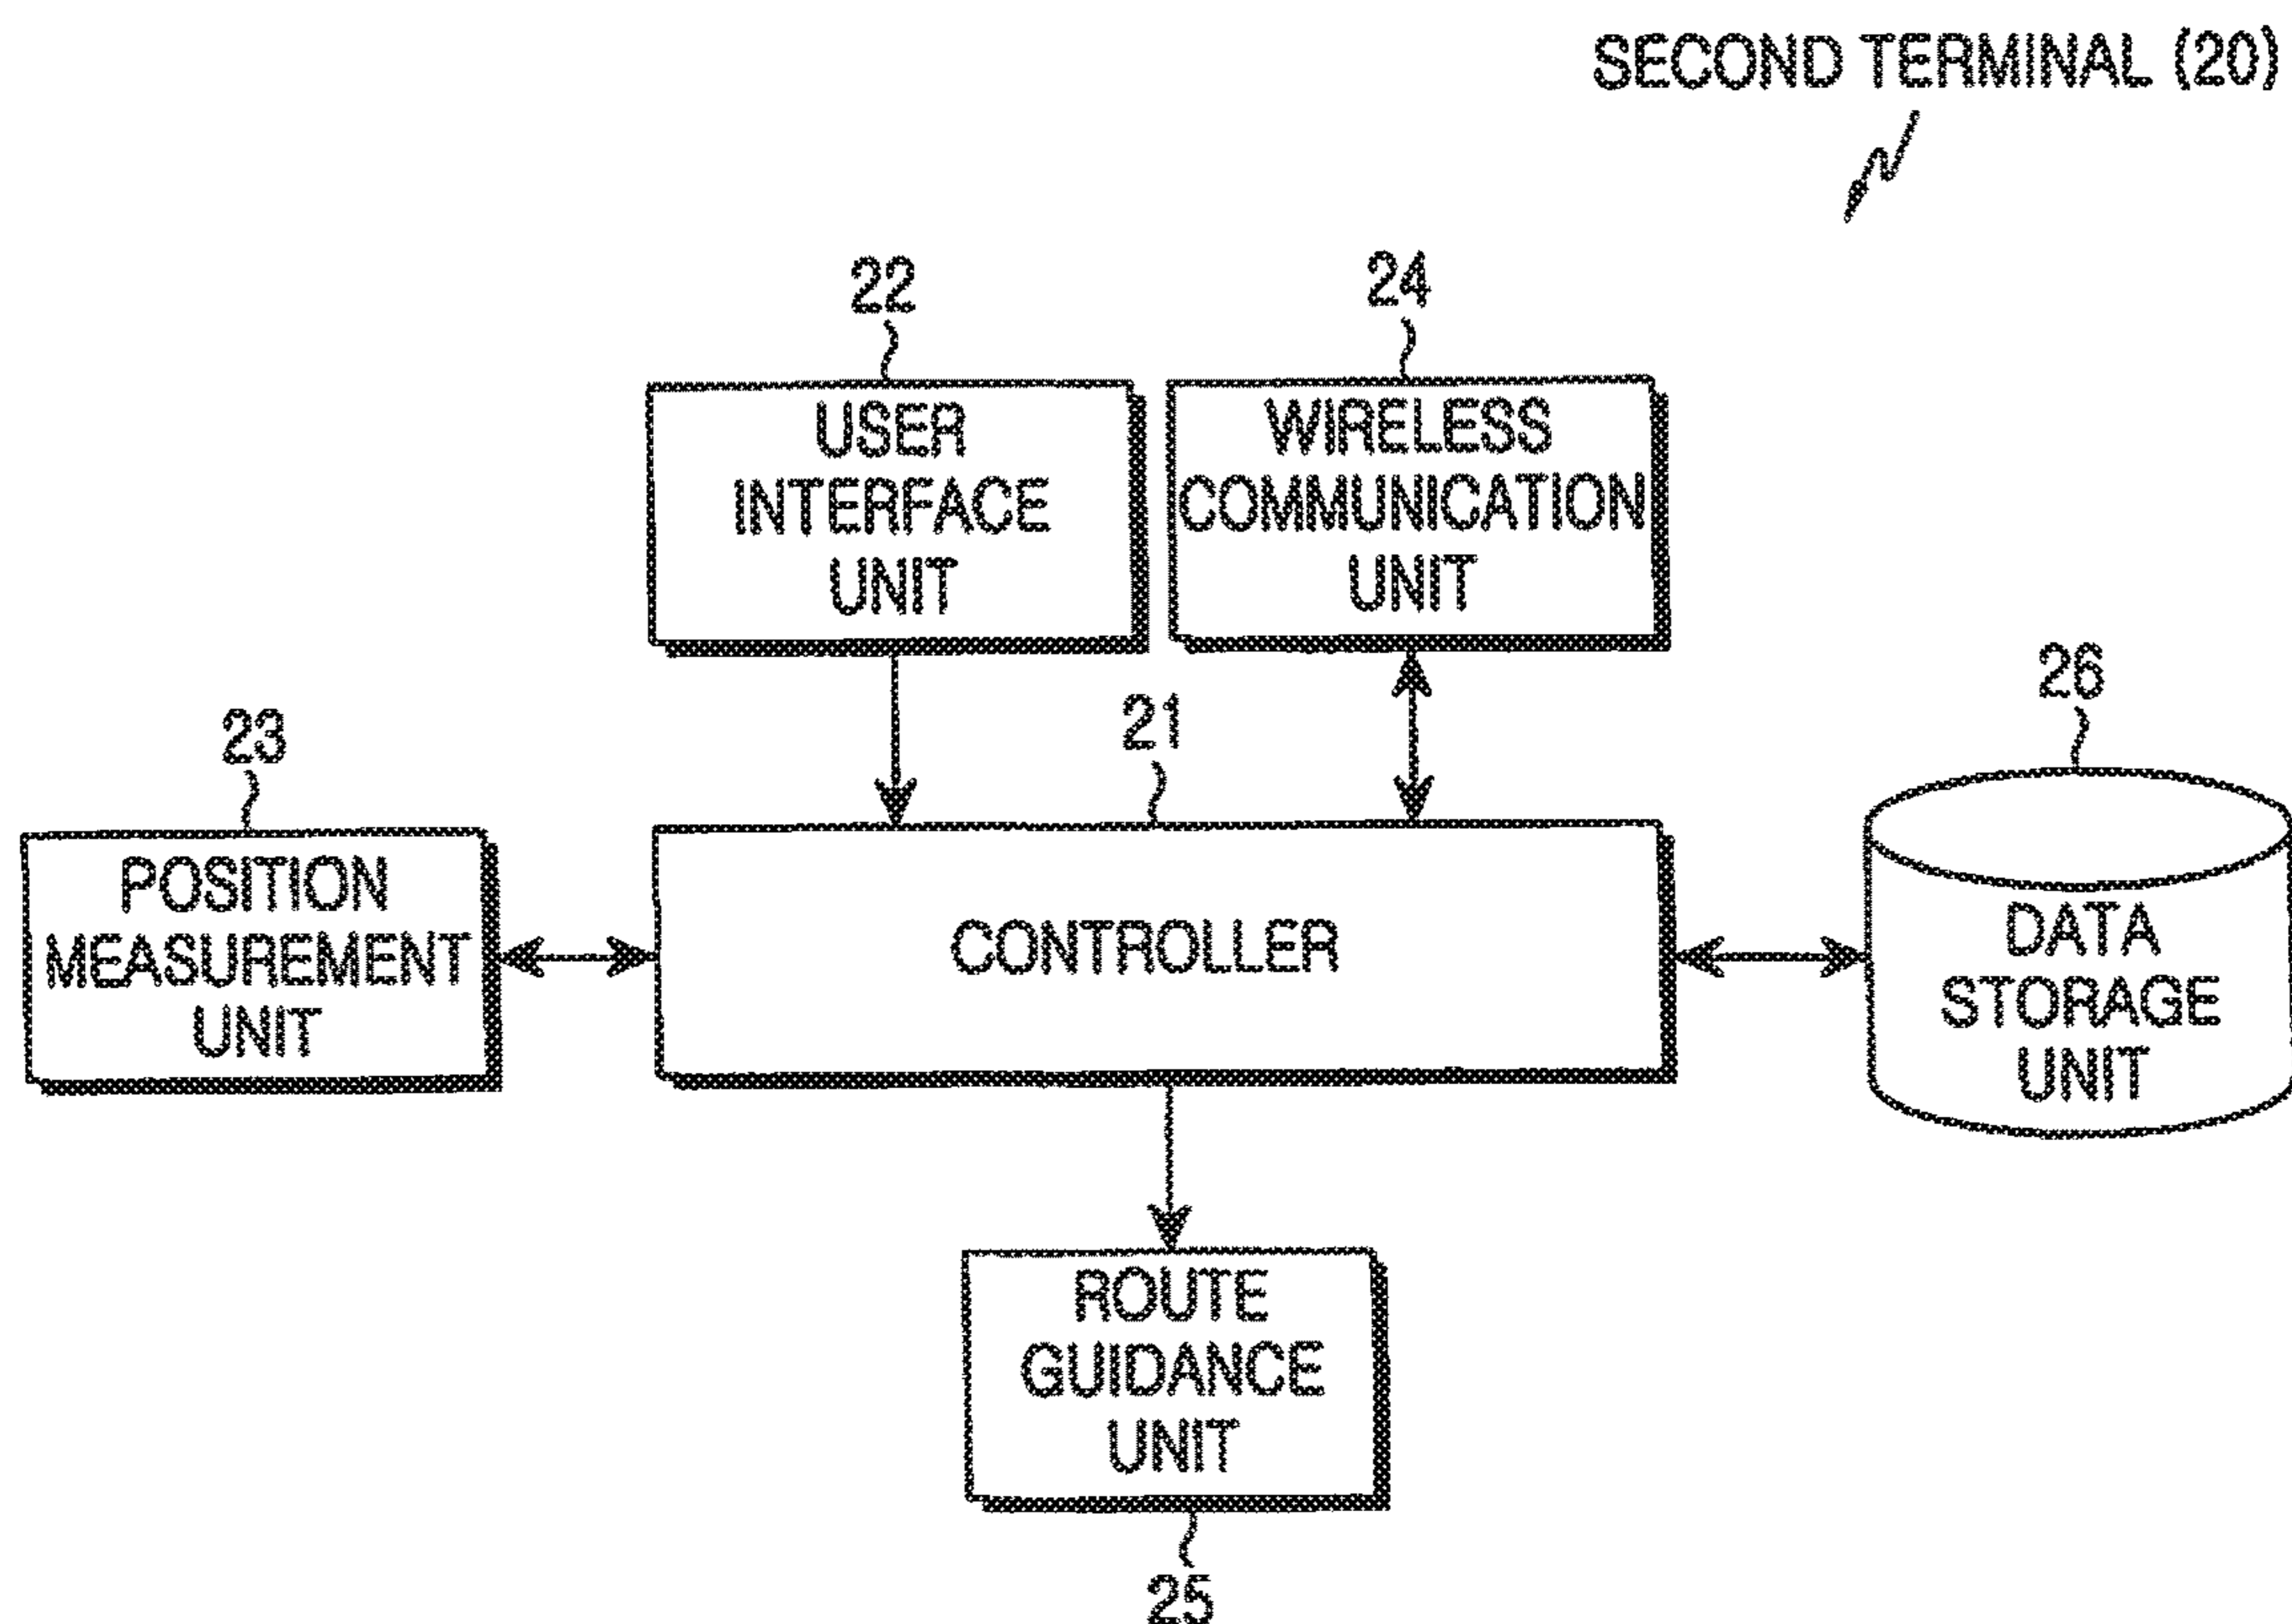 SECOND TERMINAL (20)
22
24
USER
INTERFACE
UNIT
WIRELESS
COMMUNICATION
UNIT
23
21
26
POSITION
MEASUREMENT
UNIT
CONTROLLER
DATA
STORAGE
UNIT
ROUTE
GUIDANCE
UNIT
25